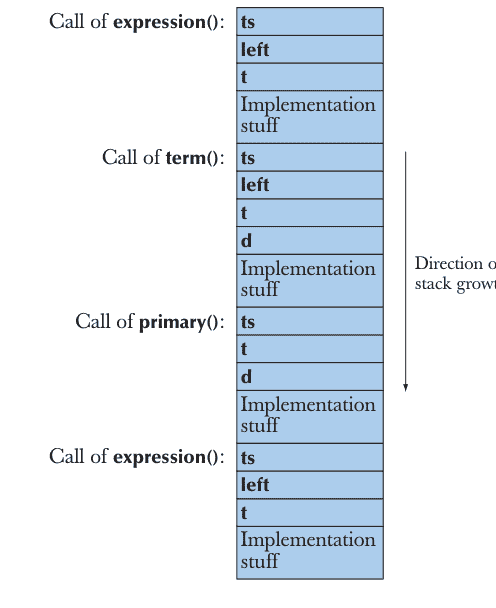 Call of expression(): ts
left
t
Implementation
stuff
Call of term(): ts
left
t
d
Implementation
stuff
Direction o
stack growt
Call of primary(): ts
t
d
Implementation
stuff
Call of expression(): ts
left
t
Implementation
stuff